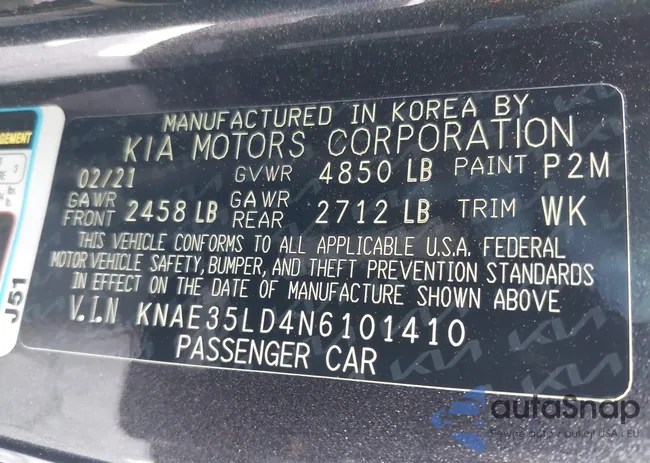 MANUFACTURED IN KOREA BY
KIA MOTORS CORPORATION
02/21 GVWR 4850 LB PAINT P2M
GAWR FRONT 2458 LB GAWR REAR 2712 LB TRIM WK
THIS VEHICLE CONFORMS TO ALL APPLICABLE U.S.A. FEDERAL
MOTOR VEHICLE SAFETY, BUMPER, AND THEFT PREVENTION STANDARDS
IN EFFECT ON THE DATE OF MANUFACTURE SHOWN ABOVE
V.I.N KNAE35LD4N6101410
PASSENGER CAR
J51
autaSnap